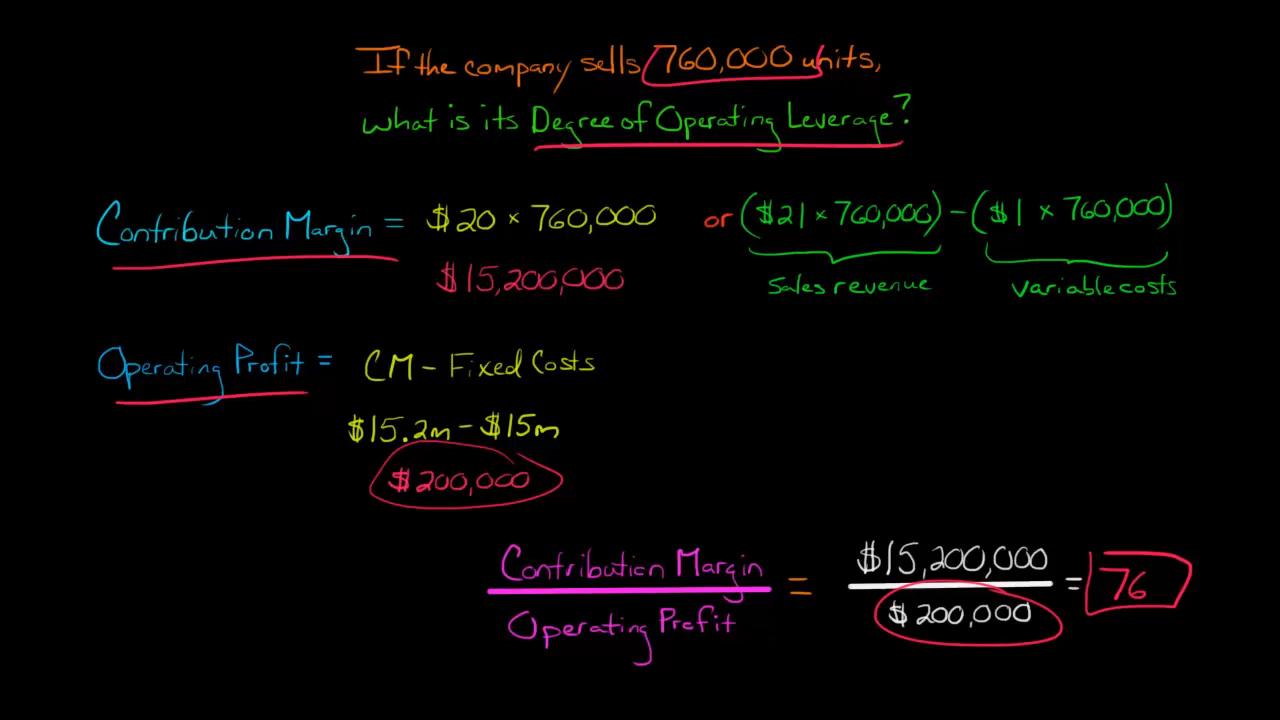 If the company sells 760,000 units,
what is its Degree of Operating Leverage?
Contribution Margin = $20 × 760,000 or ($21 × 760,000) - ($1 × 760,000)
$15,200,000 sales revenue variable costs
Operating Profit = CM - Fixed Costs
$15.2m - $15m
$200,000
Contribution Margin = $15,200,000 = 76
Operating Profit $200,000